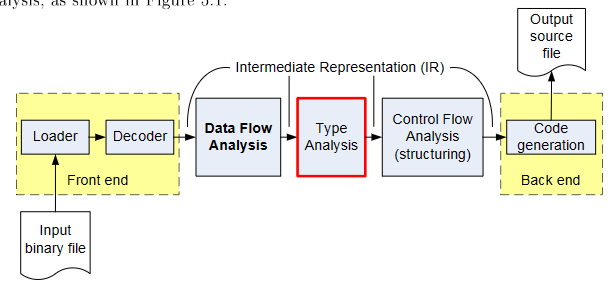 alysis, as shown in Figure 5.1.
Output
source
file
Intermediate Representation (IR)
Loader
Decoder
Front end
Data Flow
Analysis
Type
Analysis
Control Flow
Analysis
(structuring)
Code
generation
Back end
Input
binary file